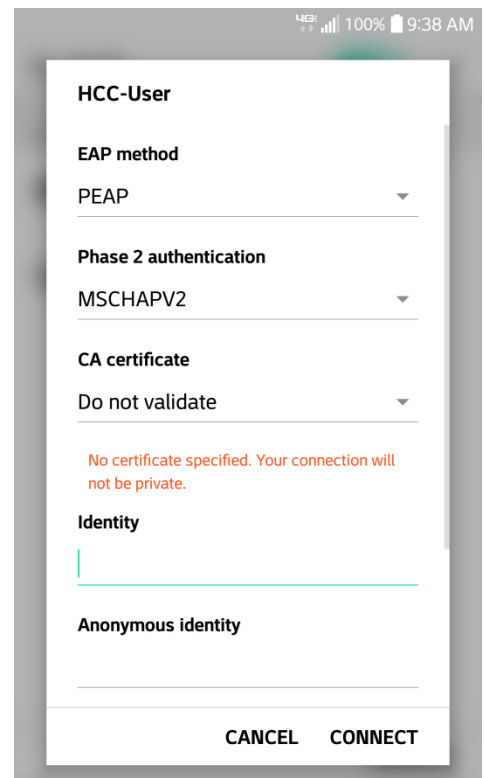 4G 100% 9:38 AM
HCC-User
EAP method
PEAP
Phase 2 authentication
MSCHAPV2
CA certificate
Do not validate
No certificate specified. Your connection will
not be private.
Identity
Anonymous identity
CANCEL CONNECT